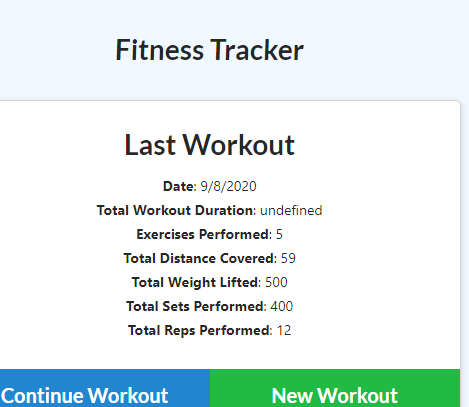 Fitness Tracker
Last Workout
Date: 9/8/2020
Total Workout Duration: undefined
Exercises Performed: 5
Total Distance Covered: 59
Total Weight Lifted: 500
Total Sets Performed: 400
Total Reps Performed: 12
Continue Workout New Workout